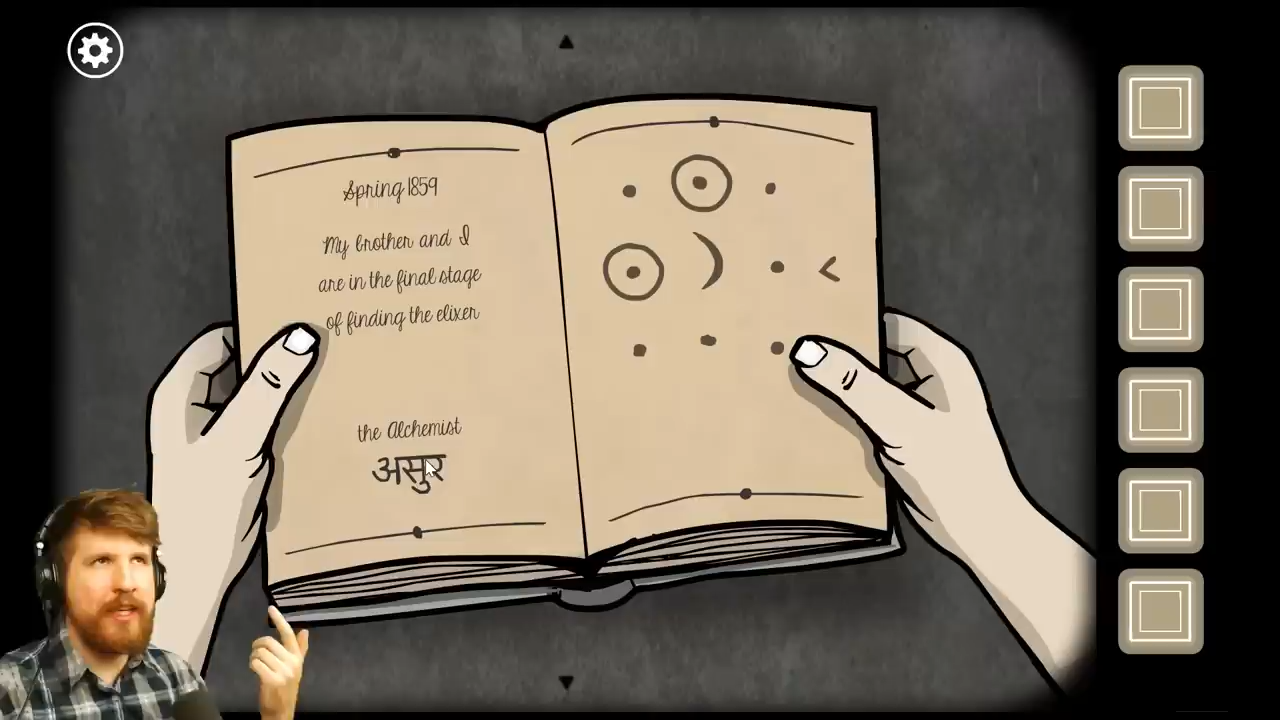 Spring 1859
My brother and I
are in the final stage
of finding the elixer
the Alchemist
असुर